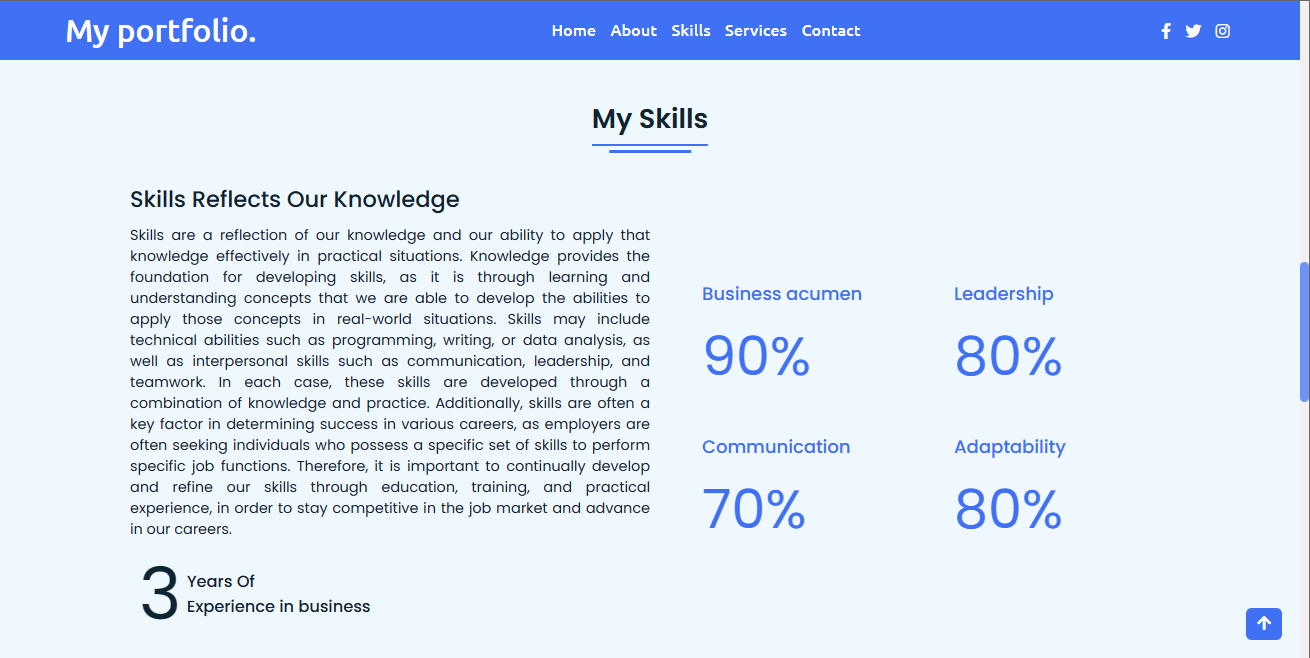 My portfolio.
Home About Skills Services Contact
My Skills
Skills Reflects Our Knowledge
Skills are a reflection of our knowledge and our ability to apply that
knowledge effectively in practical situations. Knowledge provides the
foundation for developing skills, as it is through learning and
understanding concepts that we are able to develop the abilities to
apply those concepts in real-world situations. Skills may include
technical abilities such as programming, writing, or data analysis, as
well as interpersonal skills such as communication, leadership, and
teamwork. In each case, these skills are developed through a
combination of knowledge and practice. Additionally, skills are often a
key factor in determining success in various careers, as employers are
often seeking individuals who possess a specific set of skills to perform
specific job functions. Therefore, it is important to continually develop
and refine our skills through education, training, and practical
experience, in order to stay competitive in the job market and advance
in our careers.
3 Years Of
Experience in business
Business acumen
90%
Leadership
80%
Communication
70%
Adaptability
80%